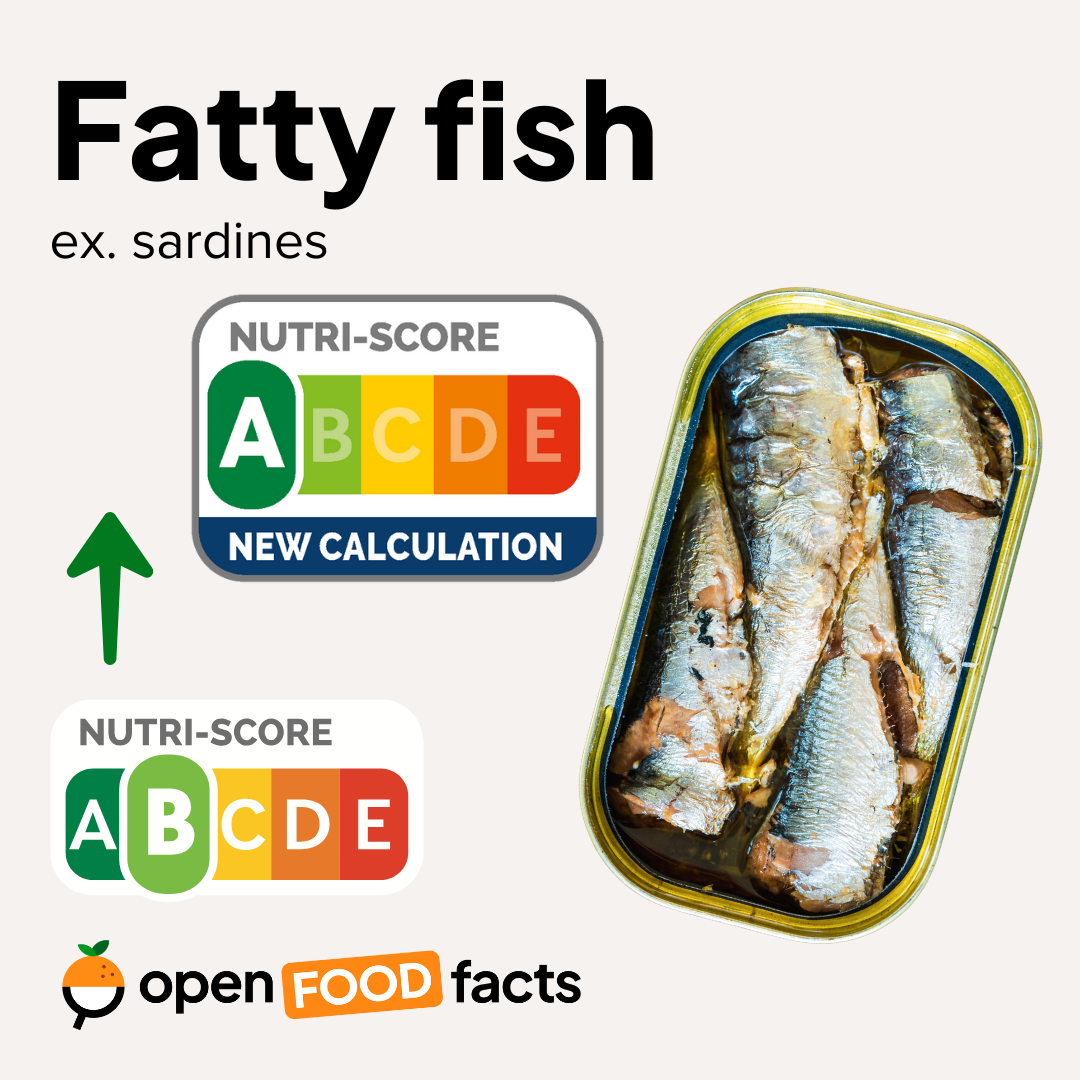 Fatty fish
ex. sardines
NUTRI-SCORE
A B C D E
NEW CALCULATION
NUTRI-SCORE
A B C D E
open FOOD facts